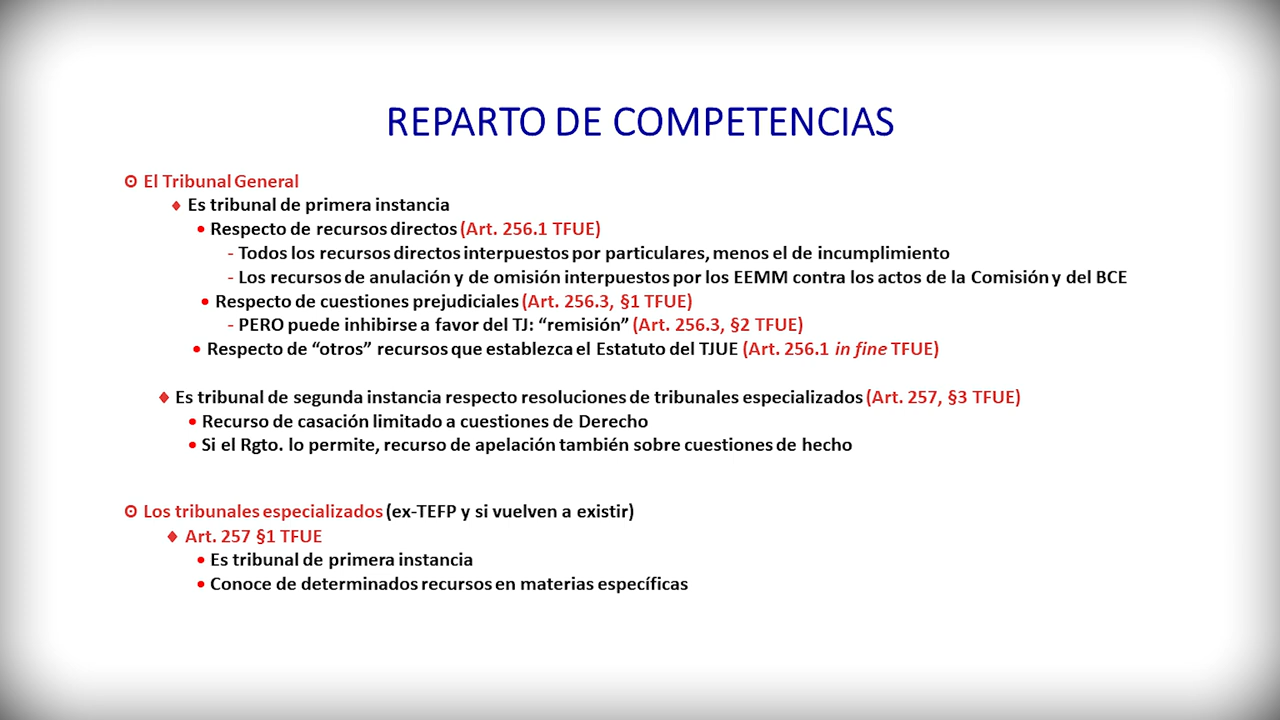 REPARTO DE COMPETENCIAS
El Tribunal General
Es tribunal de primera instancia
Respecto de recursos directos (Art. 256.1 TFUE)
- Todos los recursos directos interpuestos por particulares, menos el de incumplimiento
- Los recursos de anulación y de omisión interpuestos por los EEMM contra los actos de la Comisión y del BCE
Respecto de cuestiones prejudiciales (Art. 256.3, §1 TFUE)
- PERO puede inhibirse a favor del TJ: “remisión” (Art. 256.3, §2 TFUE)
Respecto de “otros” recursos que establezca el Estatuto del TJUE (Art. 256.1 in fine TFUE)
Es tribunal de segunda instancia respecto resoluciones de tribunales especializados (Art. 257, §3 TFUE)
Recurso de casación limitado a cuestiones de Derecho
Si el Rgto. lo permite, recurso de apelación también sobre cuestiones de hecho
Los tribunales especializados (ex-TEFP y si vuelven a existir)
Art. 257 §1 TFUE
Es tribunal de primera instancia
Conoce de determinados recursos en materias específicas